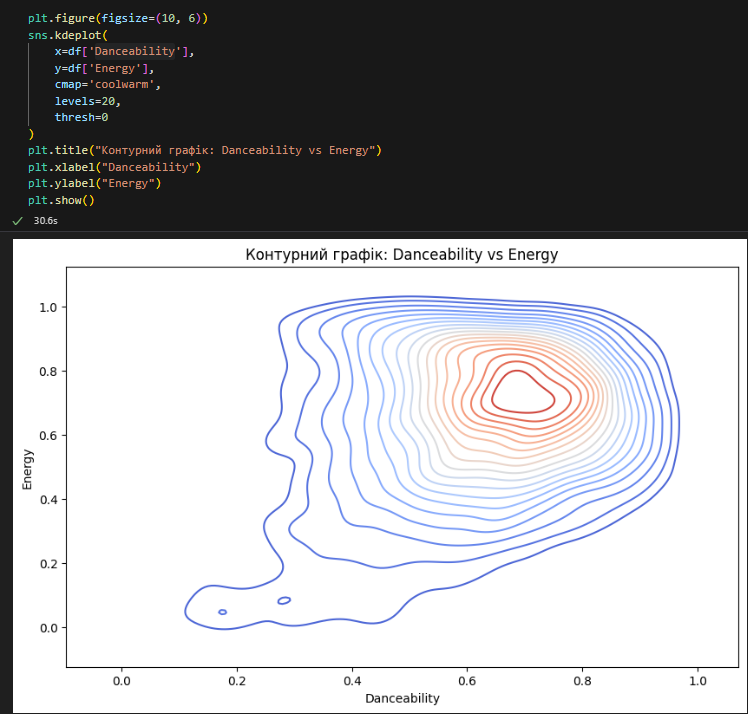 plt.figure(figsize=(10, 6))
sns.kdeplot(
    x=df['Danceability'],
    y=df['Energy'],
    cmap='coolwarm',
    levels=20,
    thresh=0
)
plt.title("Контурний графік: Danceability vs Energy")
plt.xlabel("Danceability")
plt.ylabel("Energy")
plt.show()
30.6s
Контурний графік: Danceability vs Energy
1.0
0.8
0.6
0.4
0.2
0.0
Energy
0.0 0.2 0.4 0.6 0.8 1.0
Danceability